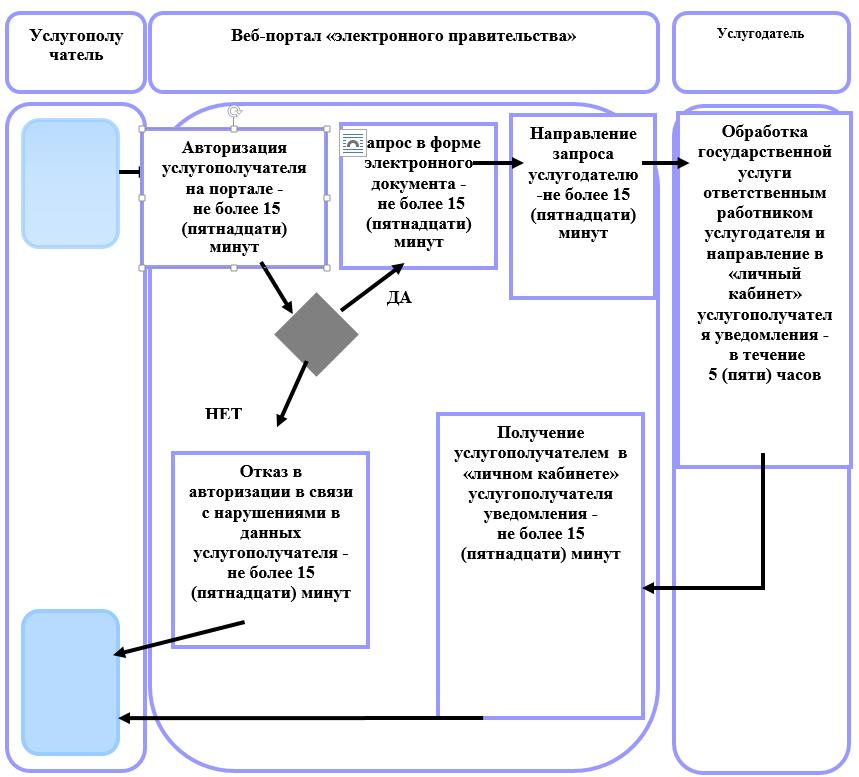 Услугополу
чатель
Веб-портал «электронного правительства»
Услугодатель
Авторизация
услугополучателя
на портале -
не более 15
(пятнадцати)
минут
апрос в форме
электронного
документа -
не более 15
(пятнадцати)
минут
Направление
запроса
услугодателю
-не более 15
(пятнадцати)
минут
Обработка
государственной
услуги
ответственным
работником
услугодателя и
направление в
«личный
кабинет»
услугополучател
я уведомления -
в течение
5 (пяти) часов
ДА
НЕТ
Отказ в
авторизации в связи
с нарушениями в
данных
услугополучателя -
не более 15
(пятнадцати) минут
Получение
услугополучателем в
«личном кабинете»
услугополучателя
уведомления -
не более 15
(пятнадцати) минут